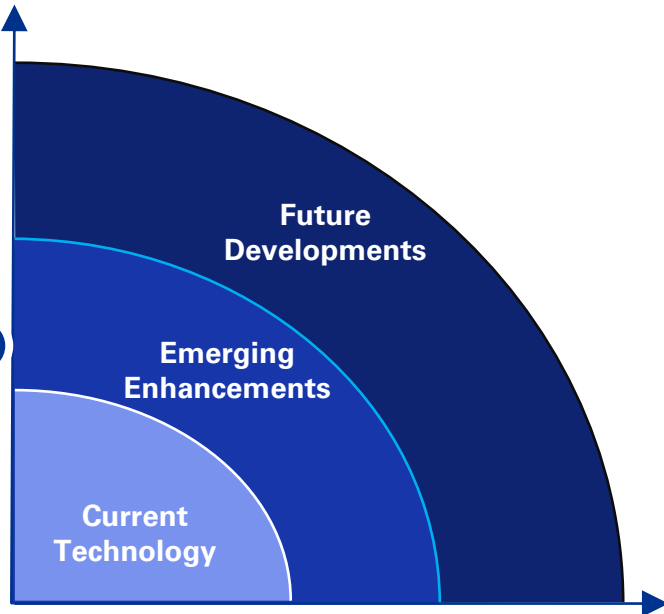 Future
Developments
Emerging
Enhancements
Current
Technology